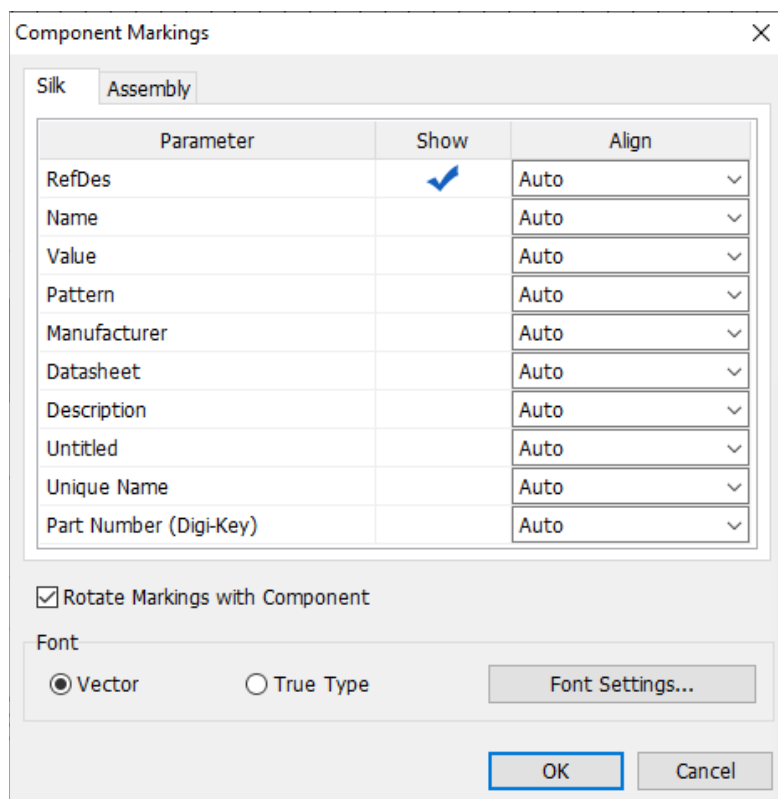 Component Markings
Silk Assembly
Parameter Show Align
RefDes Auto
Name Auto
Value Auto
Pattern Auto
Manufacturer Auto
Datasheet Auto
Description Auto
Untitled Auto
Unique Name Auto
Part Number (Digi-Key) Auto
Rotate Markings with Component
Font
Vector True Type Font Settings...
OK Cancel